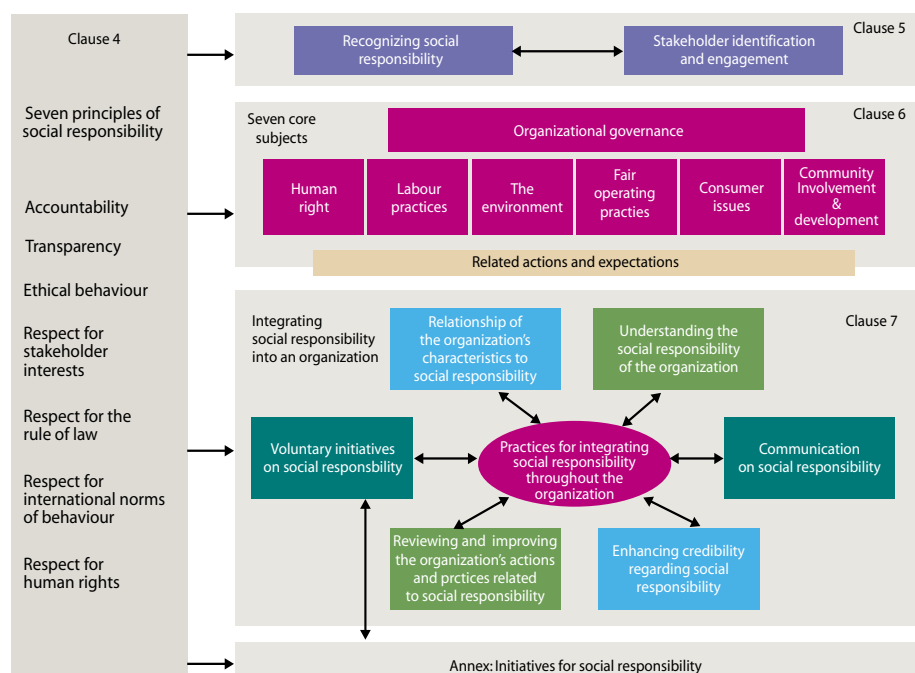 Clause 4
Seven principles of
social responsibility
Accountability
Transparency
Ethical behaviour
Respect for
stakeholder
interests
Respect for the
rule of law
Respect for
international norms
of behaviour
Respect for
human rights
Clause 5
Recognizing social
responsibility
Stakeholder identification
and engagement
Clause 6
Seven core
subjects
Organizational governance
Human
right
Labour
practices
The
environment
Fair
operating
practies
Consumer
issues
Community
Involvement
&
development
Related actions and expectations
Clause 7
Integrating
social responsibility
into an organization
Relationship of
the organization's
characteristics to
social responsibility
Understanding the
social responsibility
of the organization
Voluntary initiatives
on social responsbility
Practices for integrating
social responsibility
throughout the
organization
Communication
on social responsibility
Reviewing and improving
the organization's actions
and prctices related
to social responsibility
Enhancing credibility
regarding social
responsibility
Annex: Initiatives for social responsibility